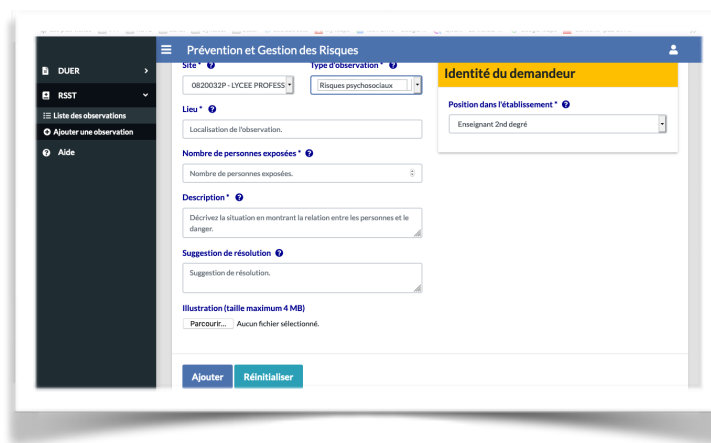 Prévention et Gestion des Risques
DUER
RSST
Liste des observations
Ajouter une observation
Aide
Site *
Type d'observation *
0820032P - LYCEE PROFESS
Risques psychosociaux
Lieu *
Localisation de l'observation.
Nombre de personnes exposées *
Nombre de personnes exposées.
Description *
Décrivez la situation en montrant la relation entre les personnes et le
danger.
Suggestion de résolution
Suggestion de résolution.
Illustration (taille maximum 4 MB)
Parcourir... Aucun fichier sélectionné.
Ajouter
Réinitialiser
Identité du demandeur
Position dans l'établissement *
Enseignant 2nd degré